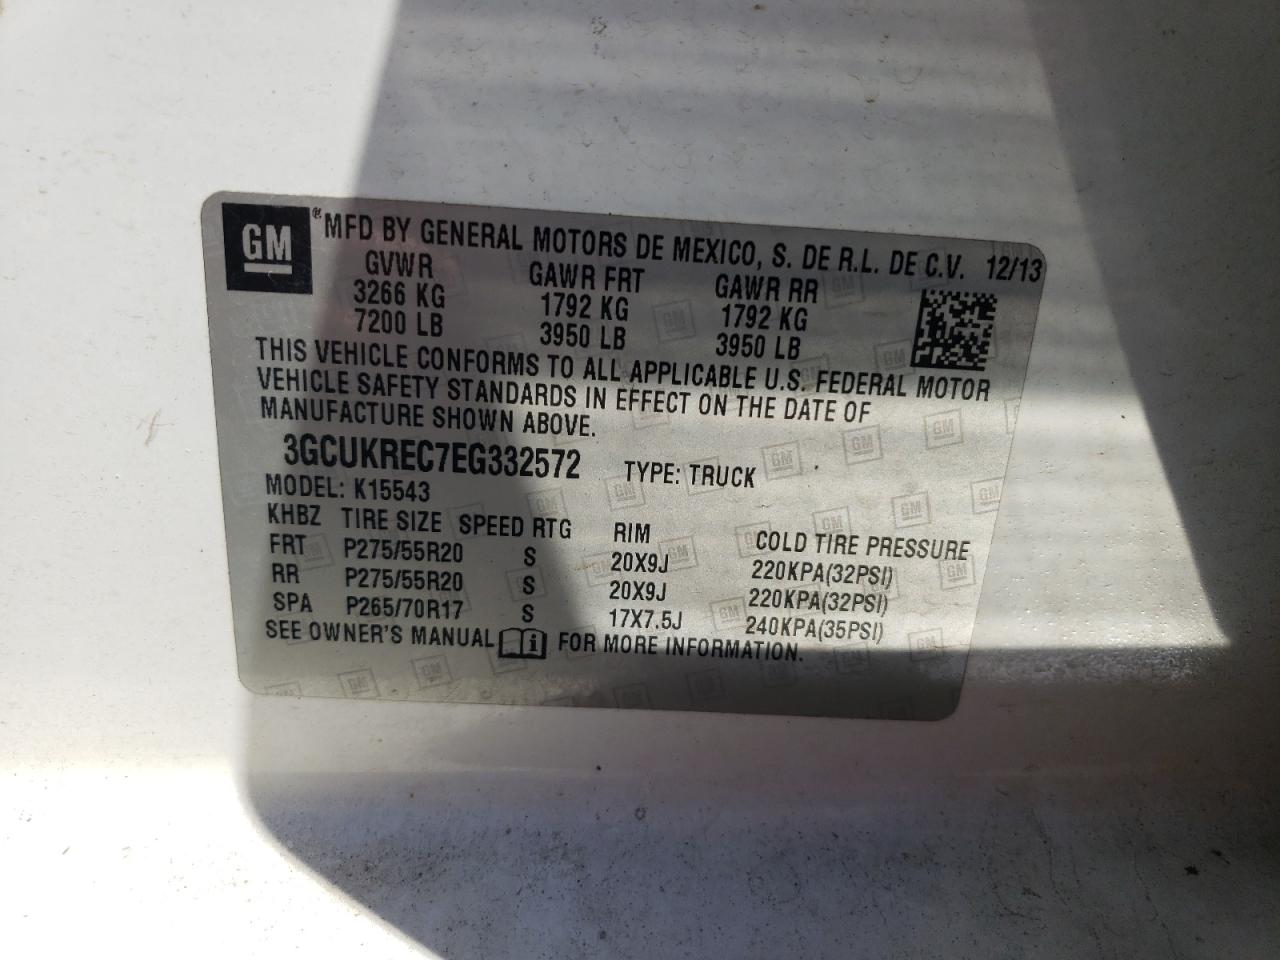 GM ® MFD BY GENERAL MOTORS DE MEXICO, S. DE R.L. DE C.V. 12/13
GVWR GAWR FRT GAWR RR
3266 KG 1792 KG 1792 KG
7200 LB 3950 LB 3950 LB
THIS VEHICLE CONFORMS TO ALL APPLICABLE U.S. FEDERAL MOTOR
VEHICLE SAFETY STANDARDS IN EFFECT ON THE DATE OF
MANUFACTURE SHOWN ABOVE.
3GCUKREC7EG332572 TYPE: TRUCK
MODEL: K15543
KHBZ TIRE SIZE SPEED RTG RIM COLD TIRE PRESSURE
FRT P275/55R20 S 20X9J 220KPA(32PSI)
RR P275/55R20 S 20X9J 220KPA(32PSI)
SPA P265/70R17 S 17X7.5J 240KPA(35PSI)
SEE OWNER'S MANUAL i FOR MORE INFORMATION.